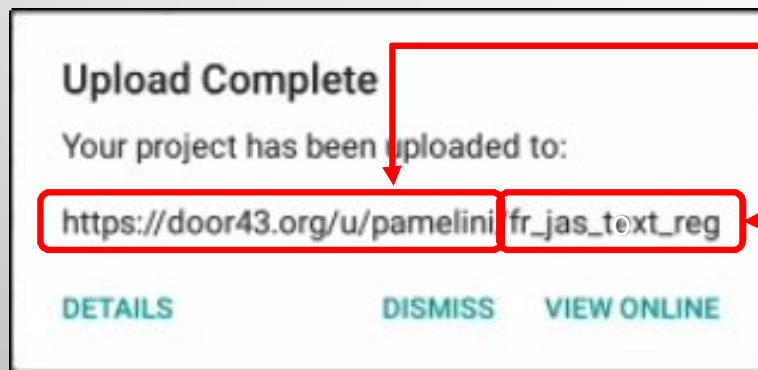 Upload Complete
Your project has been uploaded to:
https://door43.org/u/pamelini/fr_jas_text_reg
DETAILS DISMISS VIEW ONLINE